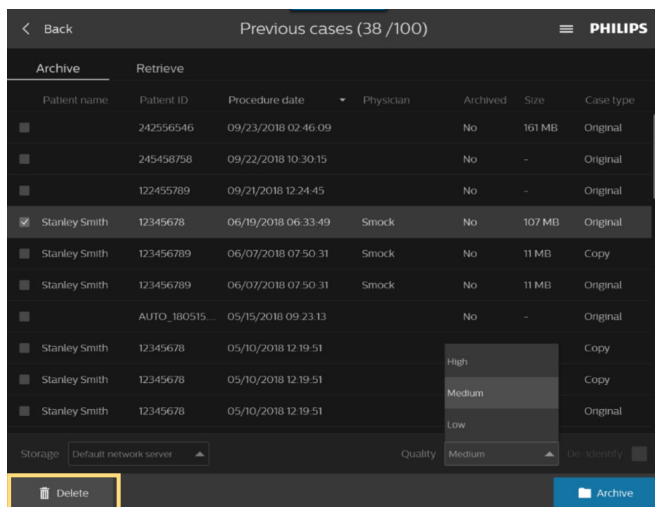 Back Previous cases (38 /100) PHILIPS
Archive Retrieve
Patient name Patient ID Procedure date Physician Archived Size Case type
242556546 09/23/2018 02:46:09 No 161 MB Original
245458758 09/22/2018 10:30:15 No - Original
122455789 09/21/2018 12:24:45 No - Original
Stanley Smith 12345678 06/19/2018 06:33:49 Smock No 107 MB Original
Stanley Smith 123456789 06/07/2018 07:50:31 Smock No 11 MB Copy
Stanley Smith 123456789 06/07/2018 07:50:31 Smock No 11 MB Original
AUTO_180515... 05/15/2018 09:23:13 No - Original
Stanley Smith 12345678 05/10/2018 12:19:51 Copy
High
Stanley Smith 12345678 05/10/2018 12:19:51 Copy
Medium
Stanley Smith 12345678 05/10/2018 12:19:51 Original
Low
Storage Default network server Quality Medium De-Identify
Delete Archive